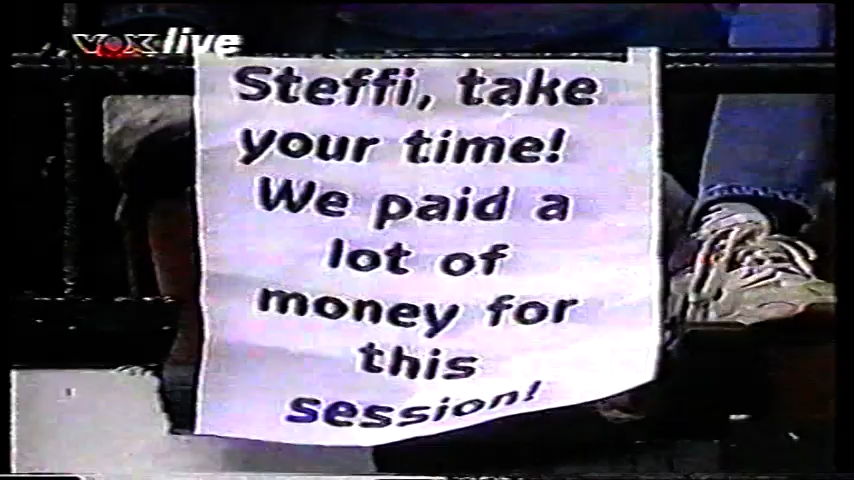 VOX live
Steffi, take
your time!
We paid a
lot of
money for
this
session!